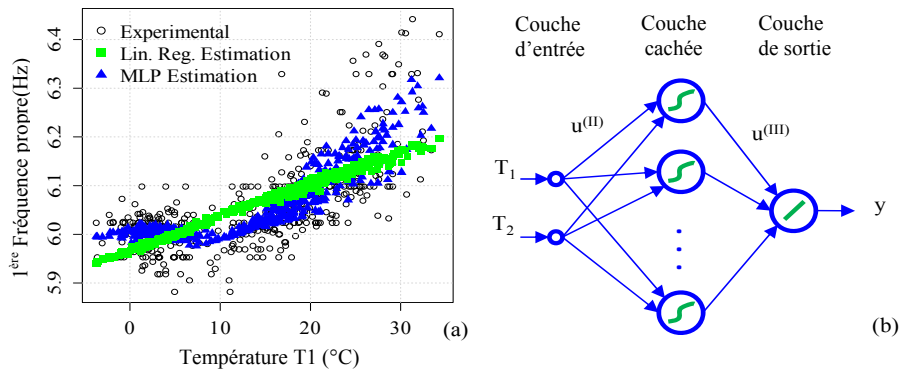 1ère Fréquence propre(Hz)
6.4
6.3
6.2
6.1
6.0
5.9
Experimental
Lin. Reg. Estimation
MLP Estimation
0
10
20
30
Température T1 (°C)
(a)
Couche
d'entrée
Couche
cachée
Couche
de sortie
u(II)
u(III)
T1
T2
y
(b)